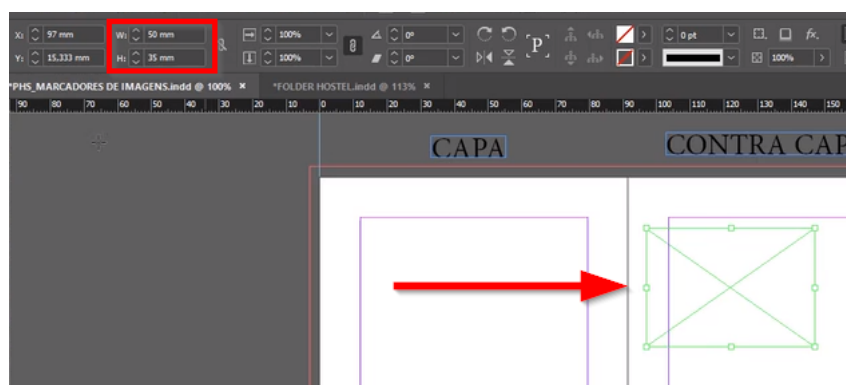 X: 97 mm W: 50 mm 100% 0° P fx. 0 pt
Y: 15,333 mm H: 35 mm 100% 0° 100%
*PHS_MARCADORES DE IMAGENS.indd @ 100% × *FOLDER HOSTEL.indd @ 113% ×
90 80 70 60 50 40 30 20 10 0 10 20 30 40 50 60 70 80 90 100 110 120 130 140 150
CAPA CONTRA CAP